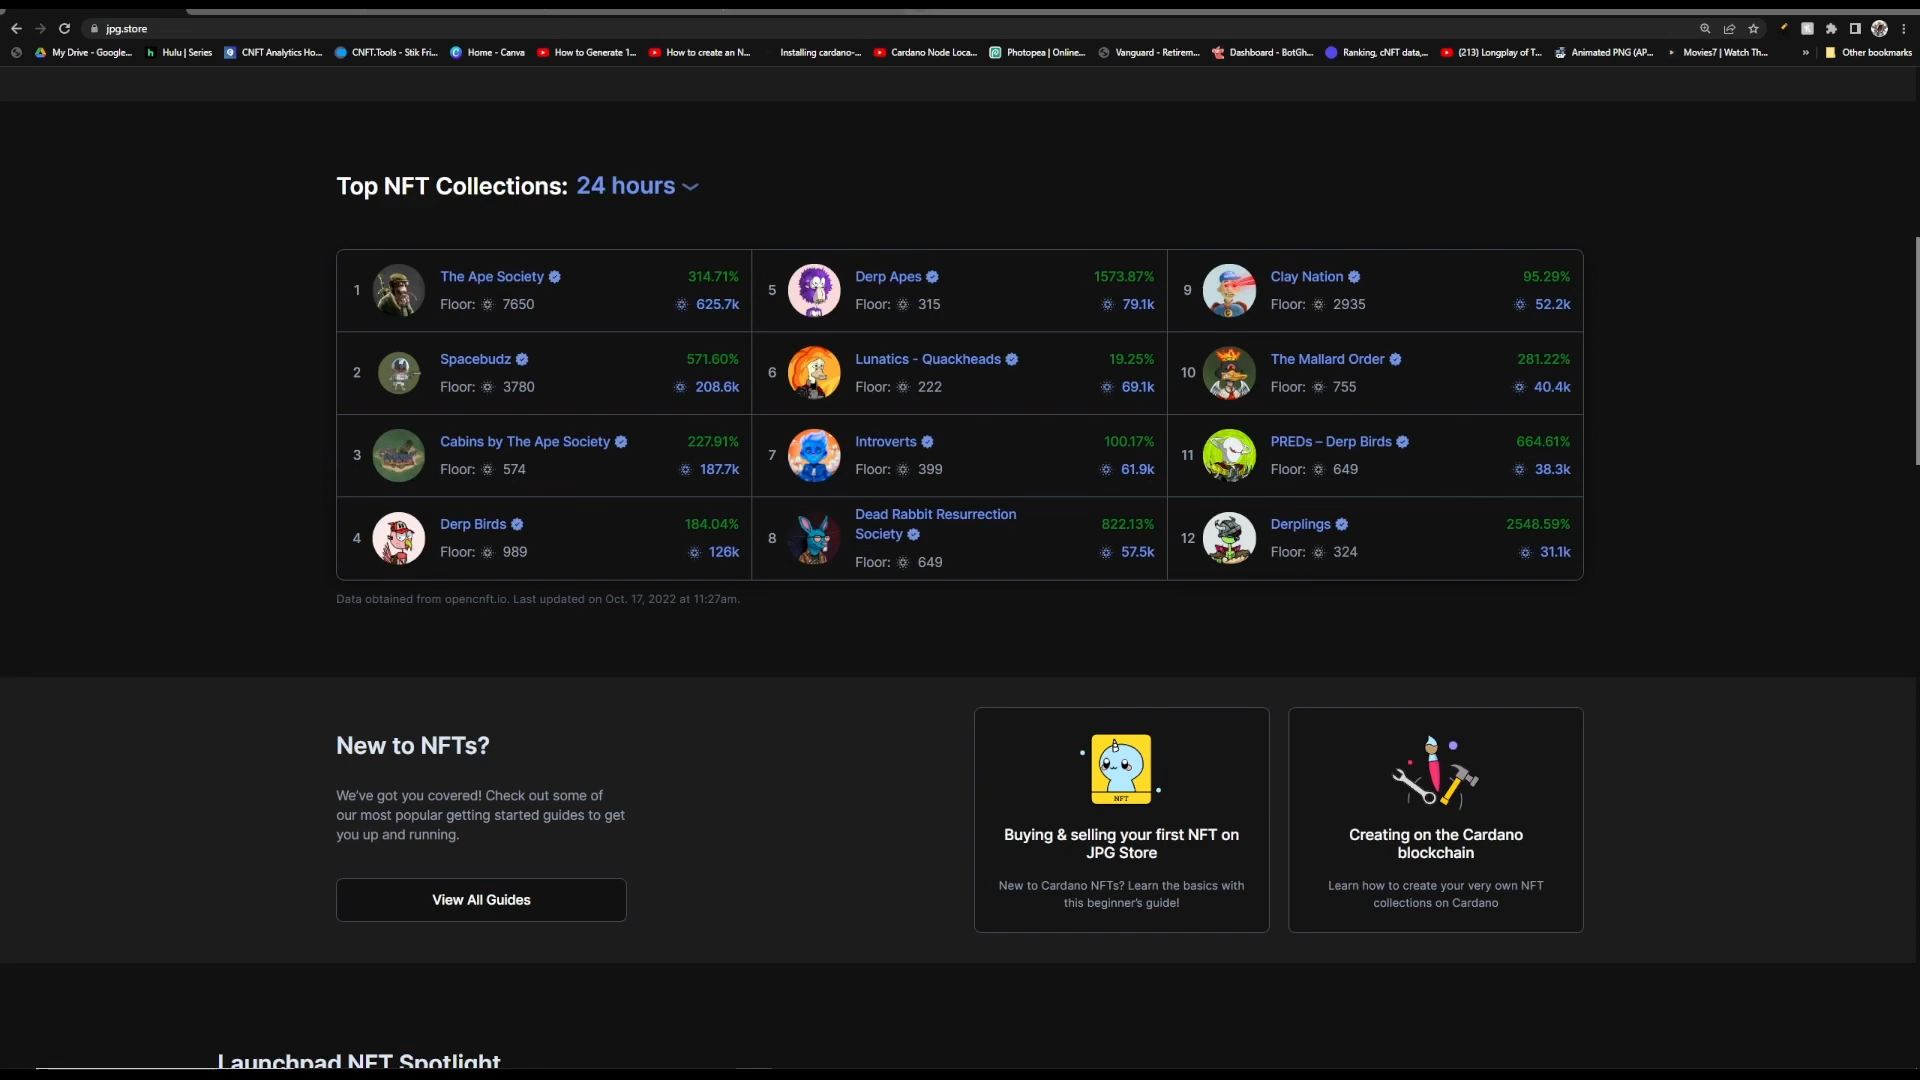 jpg.store
My Drive - Google...
Hulu | Series
CNFT Analytics Ho...
CNFT.Tools - Stik Fri...
Home - Canva
How to Generate 1...
How to create an N...
Installing cardano-...
Cardano Node Loca...
Photopea | Online...
Vanguard - Retirem...
Dashboard - BotGh...
Ranking, cNFT data,...
(213) Longplay of T...
Animated PNG (AP...
Movies7 | Watch Th...
»
Other bookmarks
Top NFT Collections: 24 hours
1
The Ape Society
314.71%
Floor: 7650
625.7k
2
Spacebudz
571.60%
Floor: 3780
208.6k
3
Cabins by The Ape Society
227.91%
Floor: 574
187.7k
4
Derp Birds
184.04%
Floor: 989
126k
5
Derp Apes
1573.87%
Floor: 315
79.1k
6
Lunatics - Quackheads
19.25%
Floor: 222
69.1k
7
Introverts
100.17%
Floor: 399
61.9k
8
Dead Rabbit Resurrection
Society
822.13%
Floor: 649
57.5k
9
Clay Nation
95.29%
Floor: 2935
52.2k
10
The Mallard Order
281.22%
Floor: 755
40.4k
11
PREDs – Derp Birds
664.61%
Floor: 649
38.3k
12
Derplings
2548.59%
Floor: 324
31.1k
Data obtained from opencnft.io. Last updated on Oct. 17, 2022 at 11:27am.
New to NFTs?
We've got you covered! Check out some of
our most popular getting started guides to get
you up and running.
View All Guides
NFT
Buying & selling your first NFT on
JPG Store
New to Cardano NFTs? Learn the basics with
this beginner's guide!
Creating on the Cardano
blockchain
Learn how to create your very own NFT
collections on Cardano
Launchpad NFT Spotlight